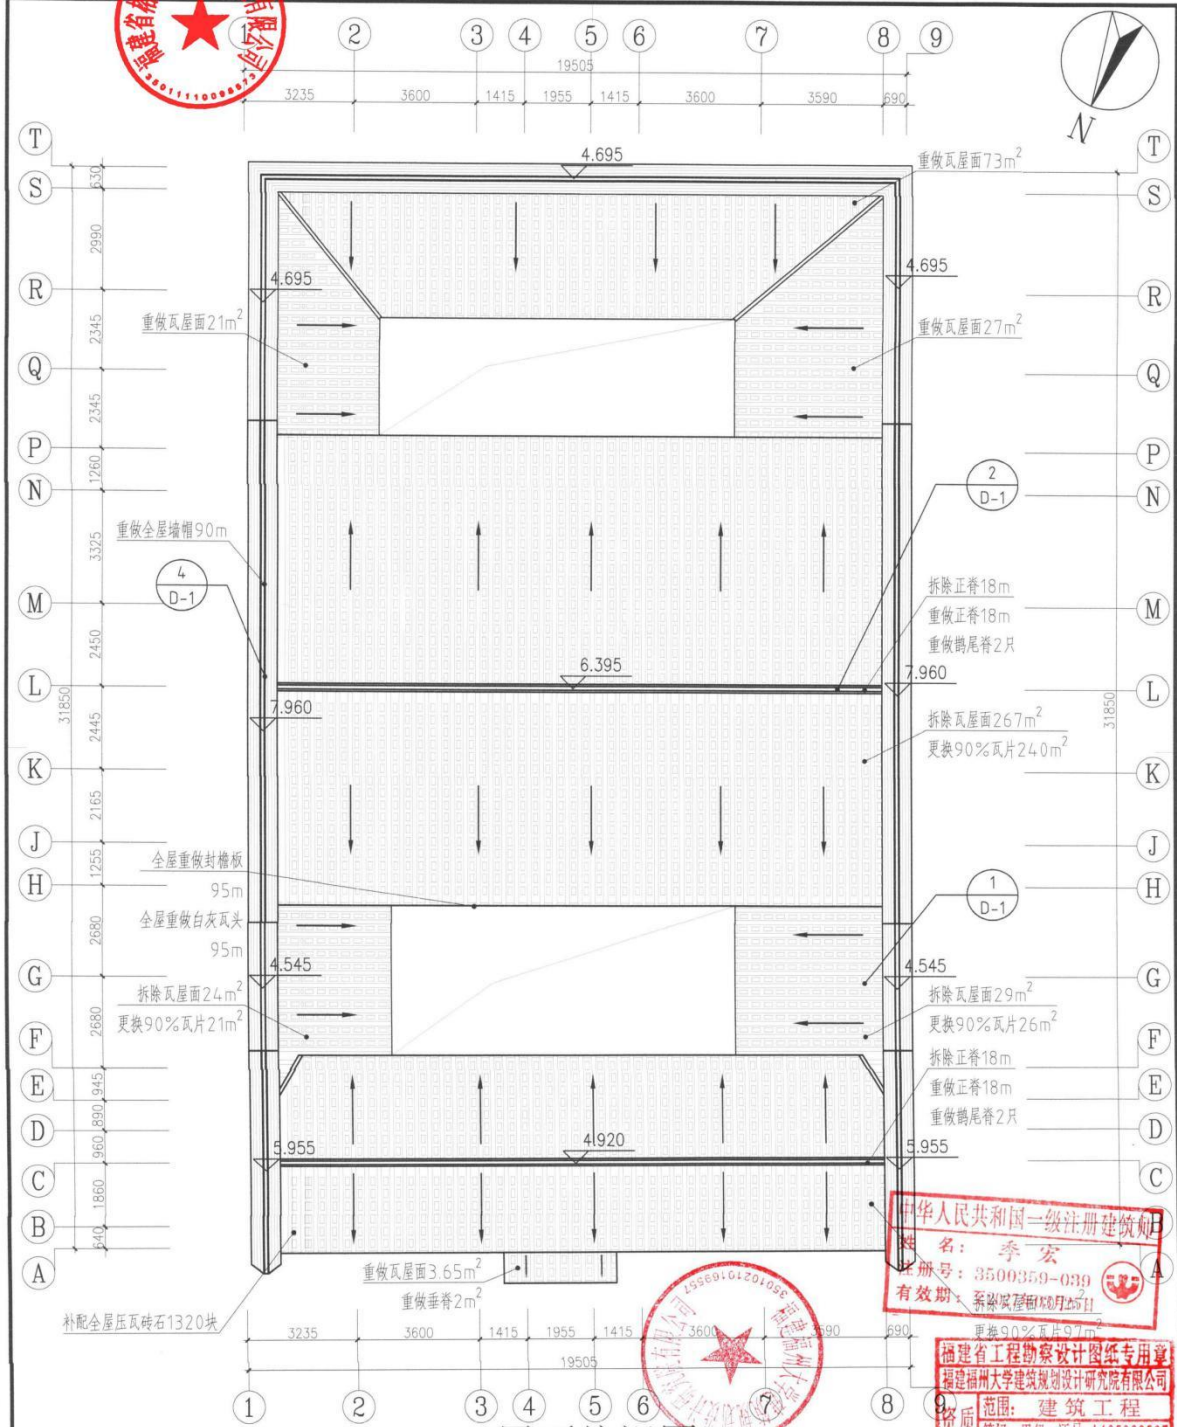 1 2 3 4 5 6 7 8 9
19505
3235 3600 1415 1955 1415 3600 3590 690
N
T
S
R
Q
P
N
M
L
K
J
H
G
F
E
D
C
B
A
630
2990
2345
2345
1260
3325
2450
2445
2165
1255
2680
2680
945
890
960
1860
640
31850
T
S
R
Q
P
N
M
L
K
J
H
G
F
E
D
C
B
A
31850
4.695
重做瓦屋面73m²
4.695
4.695
重做瓦屋面21m²
重做瓦屋面27m²
2
D-1
重做全屋墙帽90m
4
D-1
拆除正脊18m
重做正脊18m
重做鹊尾脊2只
6.395
7.960
7.960
拆除瓦屋面267m²
更换90%瓦片240m²
全屋重做封檐板
95m
全屋重做白灰瓦头
95m
1
D-1
4.545
4.545
拆除瓦屋面24m²
更换90%瓦片21m²
拆除瓦屋面29m²
更换90%瓦片26m²
拆除正脊18m
重做正脊18m
重做鹊尾脊2只
5.955
4.920
5.955
重做瓦屋面3.65m²
重做垂脊2m²
补配全屋压瓦砖石1320块
更换90%瓦片97m²
中华人民共和国一级注册建筑师
姓 名: 季 宏
注册号: 3500359-039
有效期:
福建省工程勘察设计图纸专用章
福建福州大学建筑规划设计研究院有限公司
资质
范围: 建筑工程
3235 3600 1415 1955 1415 3600 3590 690
19505
1 2 3 4 5 6 7 8 9